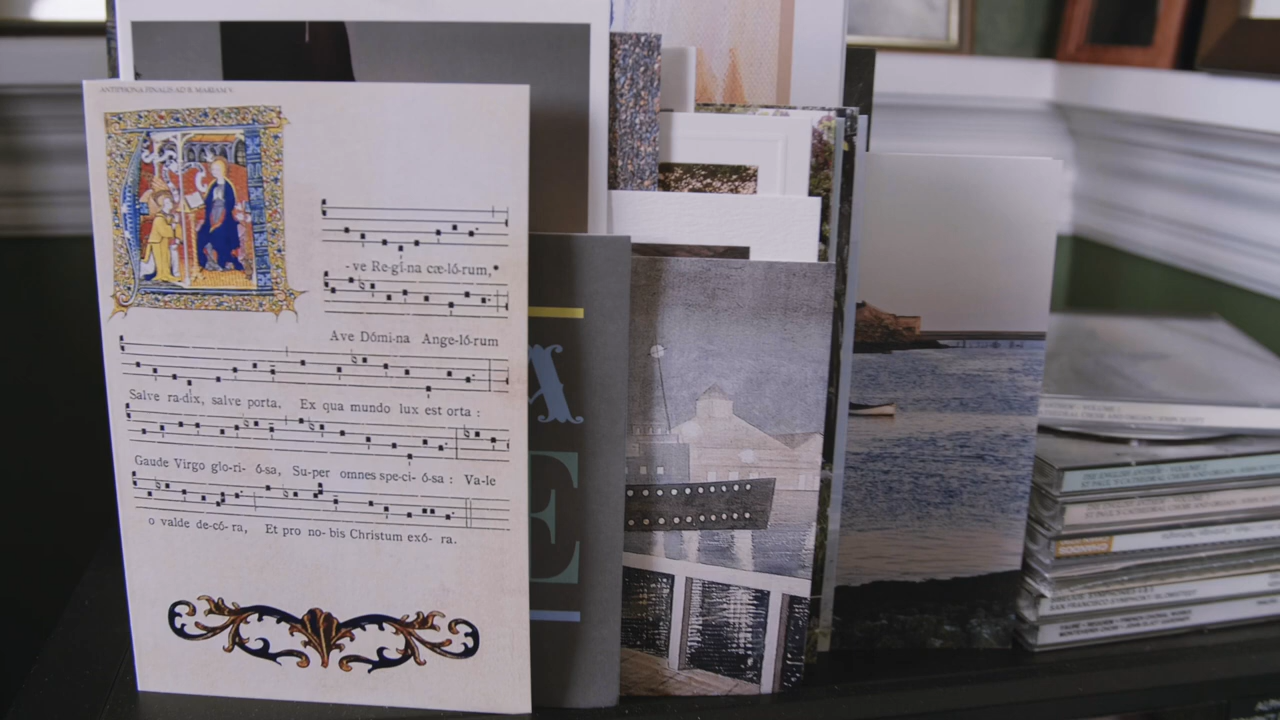 ANTIPHONA FINALIS AD B. MARIAM V.
-ve Re-gí-na cæ-ló-rum,*
Ave Dómi-na Ange-ló-rum
Salve ra-dix, salve porta, Ex qua mundo lux est orta :
Gaude Virgo glo-ri- ó-sa, Su-per omnes spe-ci- ó-sa : Va-le
o valde de-có-ra, Et pro no-bis Christum exó- ra.
A
E